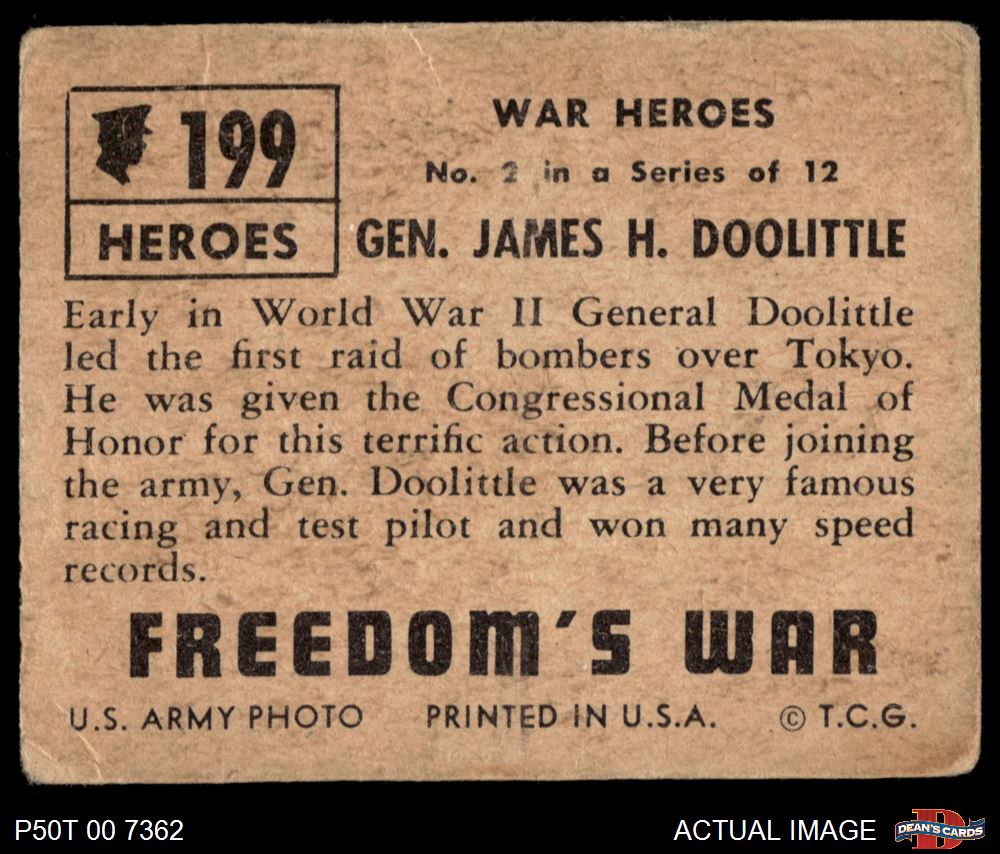 199
HEROES
WAR HEROES
No. 2 in a Series of 12
GEN. JAMES H. DOOLITTLE
Early in World War II General Doolittle
led the first raid of bombers over Tokyo.
He was given the Congressional Medal of
Honor for this terrific action. Before joining
the army, Gen. Doolittle was a very famous
racing and test pilot and won many speed
records.
FREEDOM'S WAR
U.S. ARMY PHOTO PRINTED IN U.S.A. © T.C.G.
P50T 00 7362 ACTUAL IMAGE DEAN'S CARDS